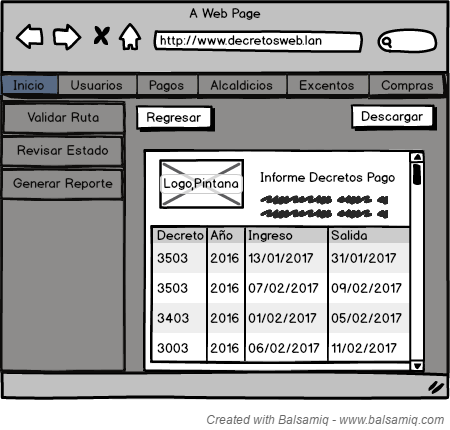 A Web Page
http://www.decretosweb.lan
Inicio Usuarios Pagos Alcaldicios Excentos Compras
Validar Ruta
Revisar Estado
Generar Reporte
Regresar Descargar
Logo,Pintana
Informe Decretos Pago
Decreto Año Ingreso Salida
3503 2016 13/01/2017 31/01/2017
3503 2016 07/02/2017 09/02/2017
3403 2016 01/02/2017 05/02/2017
3003 2016 06/02/2017 11/02/2017
Created with Balsamiq - www.balsamiq.com